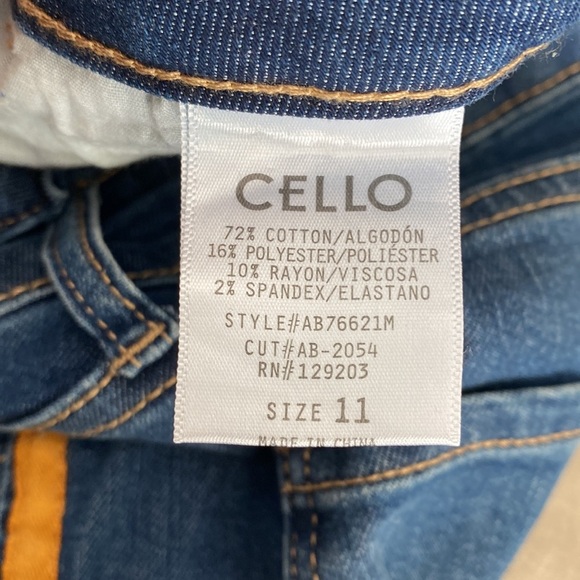 CELLO
72% COTTON/ALGODÓN
16% POLYESTER/POLIÉSTER
10% RAYON/VISCOSA
2% SPANDEX/ELASTANO
STYLE#AB76621M
CUT#AB-2054
RN#129203
SIZE 11
MADE IN CHINA